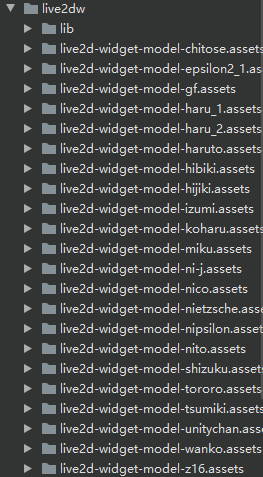 live2dw
lib
live2d-widget-model-chitose.assets
live2d-widget-model-epsilon2_1.as
live2d-widget-model-gf.assets
live2d-widget-model-haru_1.assets
live2d-widget-model-haru_2.assets
live2d-widget-model-haruto.assets
live2d-widget-model-hibiki.assets
live2d-widget-model-hijiki.assets
live2d-widget-model-izumi.assets
live2d-widget-model-koharu.assets
live2d-widget-model-miku.assets
live2d-widget-model-ni-j.assets
live2d-widget-model-nico.assets
live2d-widget-model-nietzsche.assets
live2d-widget-model-nipsilon.assets
live2d-widget-model-nito.assets
live2d-widget-model-shizuku.assets
live2d-widget-model-tororo.assets
live2d-widget-model-tsumiki.assets
live2d-widget-model-unitychan.asse
live2d-widget-model-wanko.assets
live2d-widget-model-z16.assets